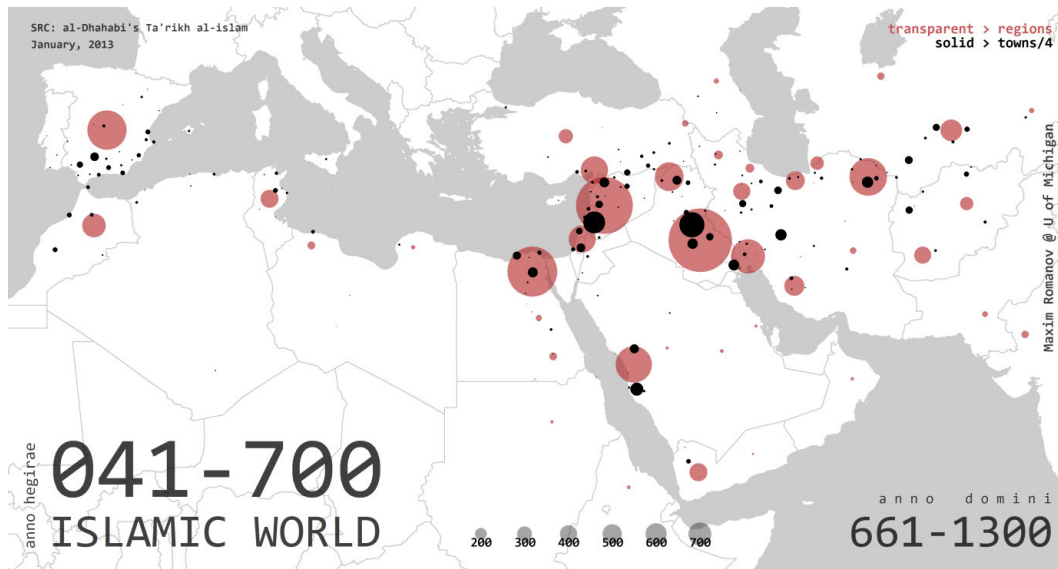 SRC: al-Dhahabi's Ta'rikh al-islam
January, 2013
transparent > regions
solid > towns/4
Maxim Romanov @ U of Michigan
anno hegirae
041-700
ISLAMIC WORLD
200 300 400 500 600 700
anno domini
661-1300